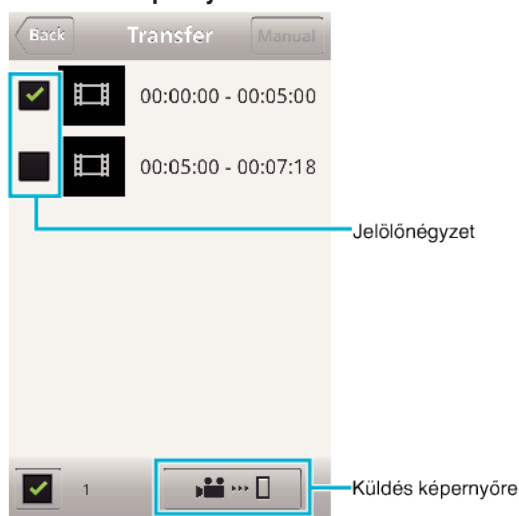 Back Transfer Manual
00:00:00 - 00:05:00
00:05:00 - 00:07:18
Jelölőnégyzet
1
Küldés képernyőre